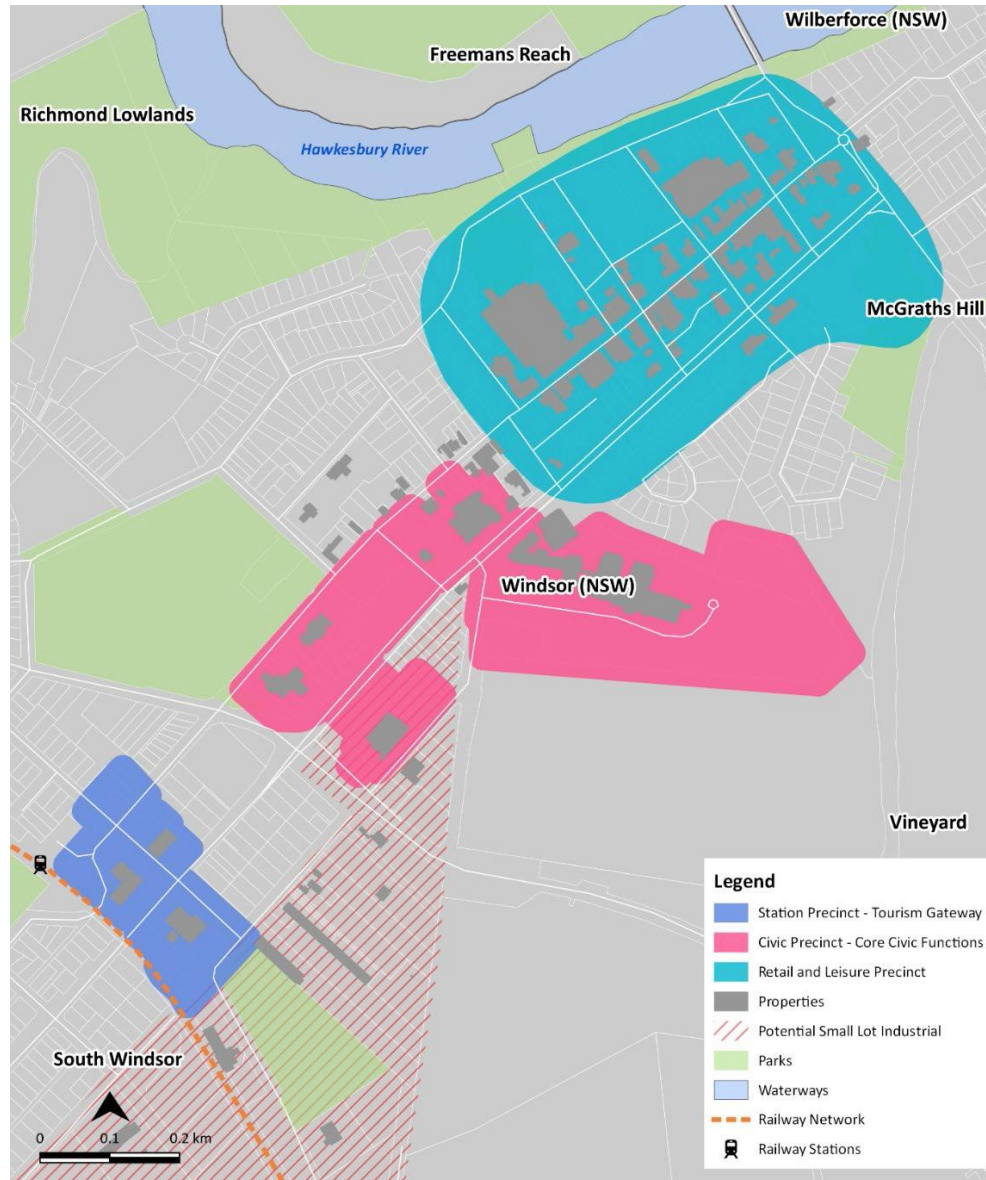 Wilberforce (NSW)
Freemans Reach
Richmond Lowlands
Hawkesbury River
McGraths Hill
Windsor (NSW)
Vineyard
South Windsor
0 0.1 0.2 km
Legend
Station Precinct - Tourism Gateway
Civic Precinct - Core Civic Functions
Retail and Leisure Precinct
Properties
Potential Small Lot Industrial
Parks
Waterways
Railway Network
Railway Stations